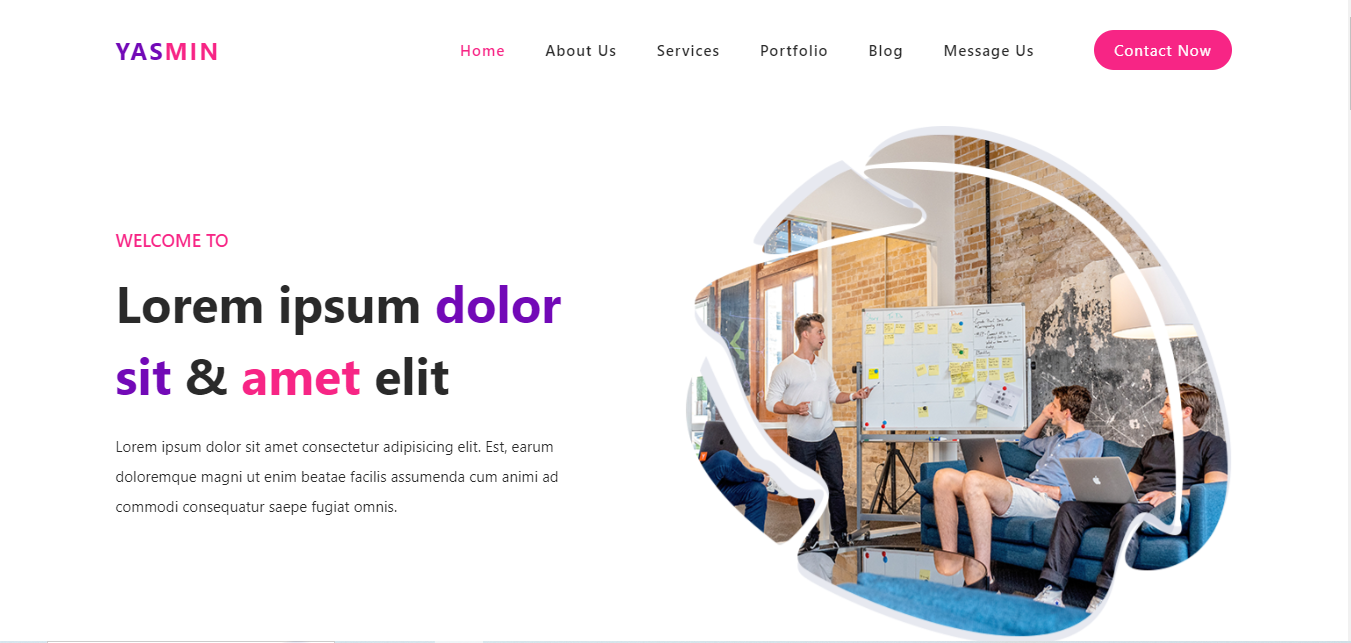 YASMIN
Home About Us Services Portfolio Blog Message Us Contact Now
WELCOME TO
Lorem ipsum dolor
sit & amet elit
Lorem ipsum dolor sit amet consectetur adipisicing elit. Est, earum
doloremque magni ut enim beatae facilis assumenda cum animi ad
commodi consequatur saepe fugiat omnis.